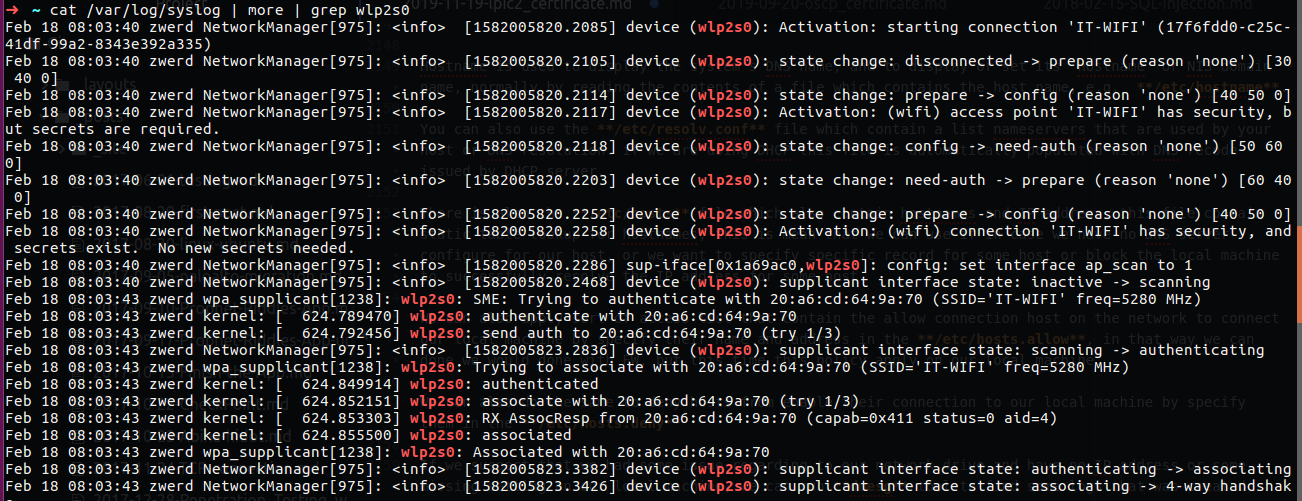 ➜ ~ cat /var/log/syslog | more | grep wlp2s0
Feb 18 08:03:40 zwerd NetworkManager[975]: <info>  [1582005820.2085] device (wlp2s0): Activation: starting connection 'IT-WIFI' (17f6fdd0-c25c-
41df-99a2-8343e392a335)
Feb 18 08:03:40 zwerd NetworkManager[975]: <info>  [1582005820.2105] device (wlp2s0): state change: disconnected -> prepare (reason 'none') [30
 40 0]
Feb 18 08:03:40 zwerd NetworkManager[975]: <info>  [1582005820.2114] device (wlp2s0): state change: prepare -> config (reason 'none') [40 50 0]
Feb 18 08:03:40 zwerd NetworkManager[975]: <info>  [1582005820.2117] device (wlp2s0): Activation: (wifi) access point 'IT-WIFI' has security, b
ut secrets are required.
Feb 18 08:03:40 zwerd NetworkManager[975]: <info>  [1582005820.2118] device (wlp2s0): state change: config -> need-auth (reason 'none') [50 60
0]
Feb 18 08:03:40 zwerd NetworkManager[975]: <info>  [1582005820.2203] device (wlp2s0): state change: need-auth -> prepare (reason 'none') [60 40
 0]
Feb 18 08:03:40 zwerd NetworkManager[975]: <info>  [1582005820.2252] device (wlp2s0): state change: prepare -> config (reason 'none') [40 50 0]
Feb 18 08:03:40 zwerd NetworkManager[975]: <info>  [1582005820.2258] device (wlp2s0): Activation: (wifi) connection 'IT-WIFI' has security, and
 secrets exist.  No new secrets needed.
Feb 18 08:03:40 zwerd NetworkManager[975]: <info>  [1582005820.2286] sup-iface[0x1a69ac0,wlp2s0]: config: set interface ap_scan to 1
Feb 18 08:03:40 zwerd NetworkManager[975]: <info>  [1582005820.2468] device (wlp2s0): supplicant interface state: inactive -> scanning
Feb 18 08:03:43 zwerd wpa_supplicant[1238]: wlp2s0: SME: Trying to authenticate with 20:a6:cd:64:9a:70 (SSID='IT-WIFI' freq=5280 MHz)
Feb 18 08:03:43 zwerd kernel: [  624.789470] wlp2s0: authenticate with 20:a6:cd:64:9a:70
Feb 18 08:03:43 zwerd kernel: [  624.792456] wlp2s0: send auth to 20:a6:cd:64:9a:70 (try 1/3)
Feb 18 08:03:43 zwerd NetworkManager[975]: <info>  [1582005823.2836] device (wlp2s0): supplicant interface state: scanning -> authenticating
Feb 18 08:03:43 zwerd wpa_supplicant[1238]: wlp2s0: Trying to associate with 20:a6:cd:64:9a:70 (SSID='IT-WIFI' freq=5280 MHz)
Feb 18 08:03:43 zwerd kernel: [  624.849914] wlp2s0: authenticated
Feb 18 08:03:43 zwerd kernel: [  624.852151] wlp2s0: associate with 20:a6:cd:64:9a:70 (try 1/3)
Feb 18 08:03:43 zwerd kernel: [  624.853303] wlp2s0: RX AssocResp from 20:a6:cd:64:9a:70 (capab=0x411 status=0 aid=4)
Feb 18 08:03:43 zwerd kernel: [  624.855500] wlp2s0: associated
Feb 18 08:03:43 zwerd wpa_supplicant[1238]: wlp2s0: Associated with 20:a6:cd:64:9a:70
Feb 18 08:03:43 zwerd NetworkManager[975]: <info>  [1582005823.3382] device (wlp2s0): supplicant interface state: authenticating -> associating
Feb 18 08:03:43 zwerd NetworkManager[975]: <info>  [1582005823.3426] device (wlp2s0): supplicant interface state: associating -> 4-way handshak